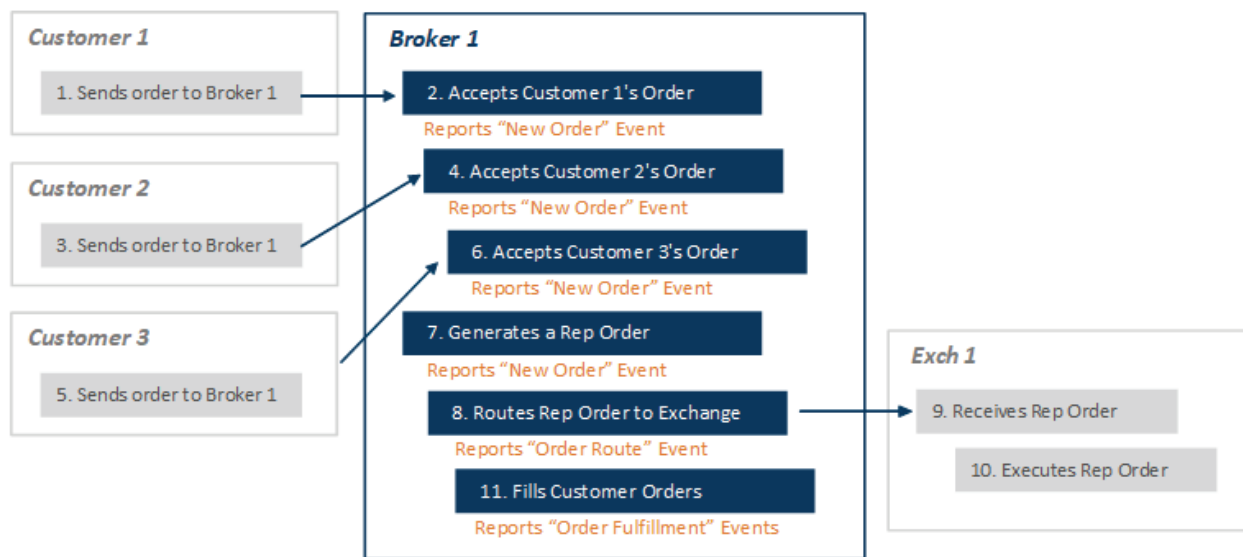 Customer 1
1. Sends order to Broker 1
Customer 2
3. Sends order to Broker 1
Customer 3
5. Sends order to Broker 1
Broker 1
2. Accepts Customer 1's Order
Reports “New Order” Event
4. Accepts Customer 2's Order
Reports “New Order” Event
6. Accepts Customer 3's Order
Reports “New Order” Event
7. Generates a Rep Order
Reports “New Order” Event
8. Routes Rep Order to Exchange
Reports “Order Route” Event
11. Fills Customer Orders
Reports “Order Fulfillment” Events
Exch 1
9. Receives Rep Order
10. Executes Rep Order